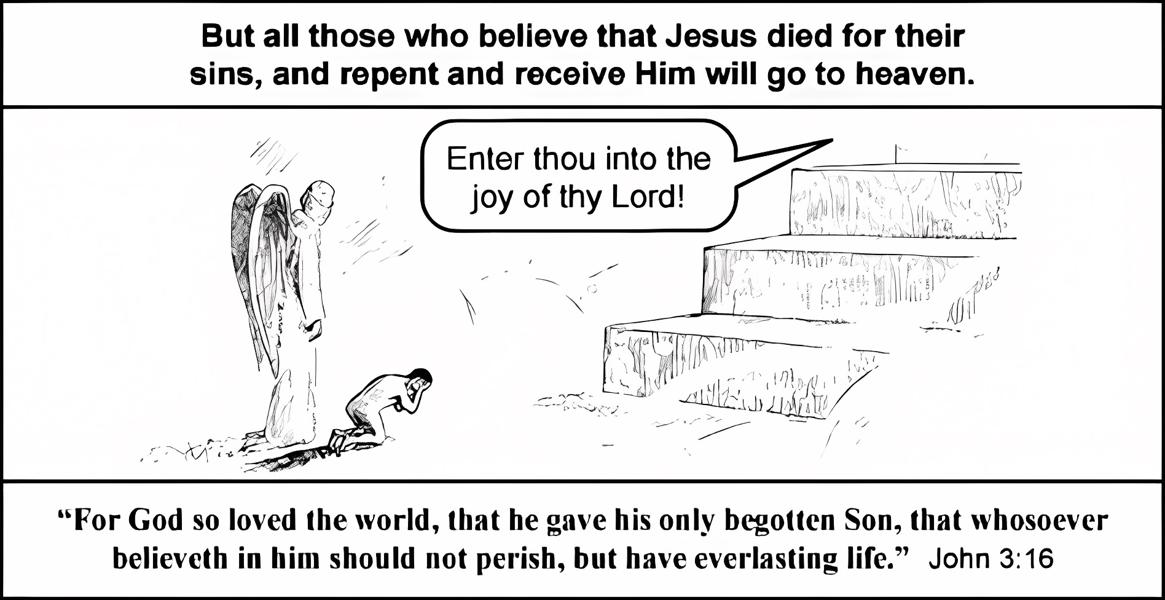 But all those who believe that Jesus died for their
sins, and repent and receive Him will go to heaven.
Enter thou into the
joy of thy Lord!
“For God so loved the world, that he gave his only begotten Son, that whosoever
believeth in him should not perish, but have everlasting life.” John 3:16